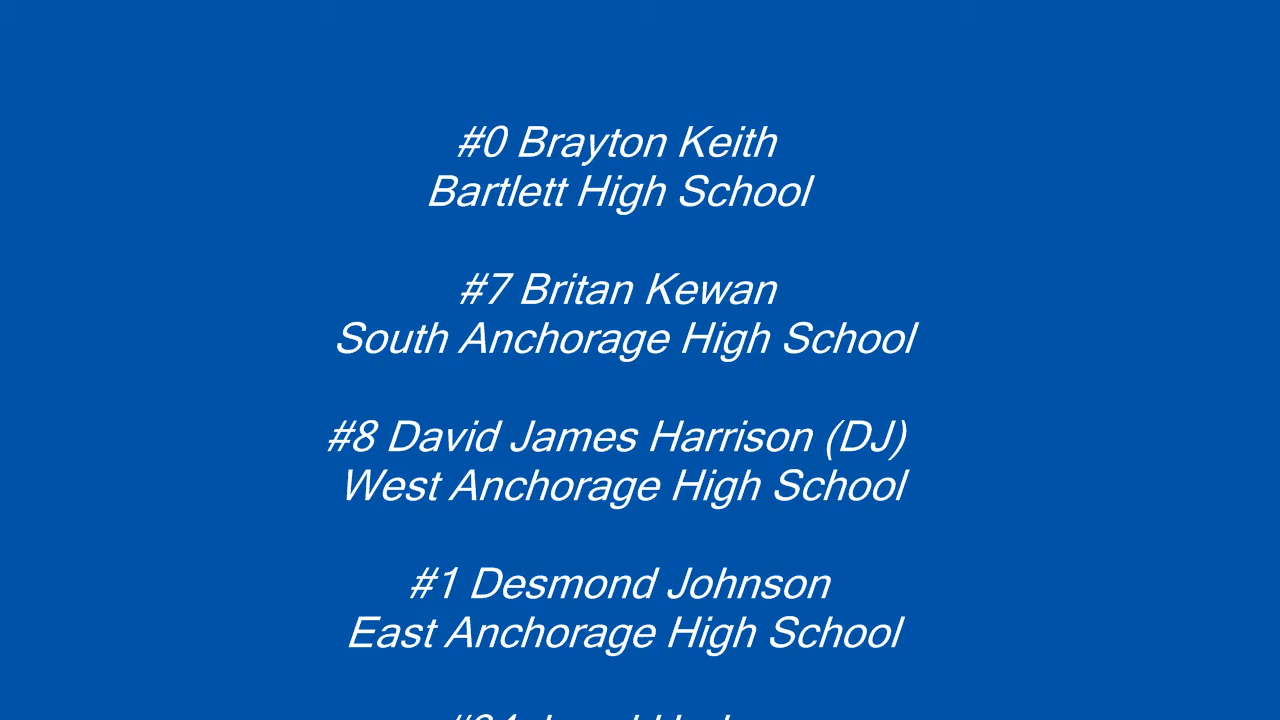 #0 Brayton Keith
Bartlett High School
#7 Britan Kewan
South Anchorage High School
#8 David James Harrison (DJ)
West Anchorage High School
#1 Desmond Johnson
East Anchorage High School